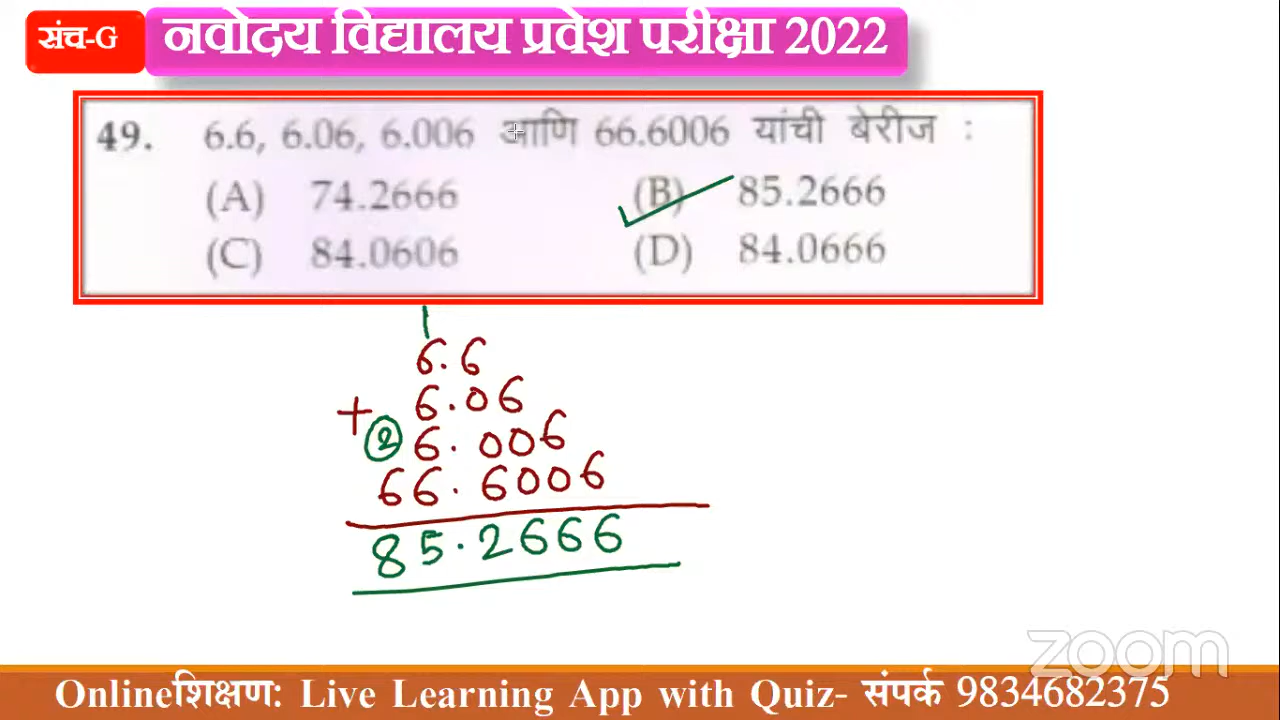 संच-G नवोदय विद्यालय प्रवेश परीक्षा 2022
49. 6.6, 6.06, 6.006 आणि 66.6006 यांची बेरीज :
(A) 74.2666 (B) 85.2666
(C) 84.0606 (D) 84.0666
1
6.6
+ 6.06
2 6.006
66.6006
85.2666
zoom
Onlineशिक्षण: Live Learning App with Quiz- संपर्क 9834682375